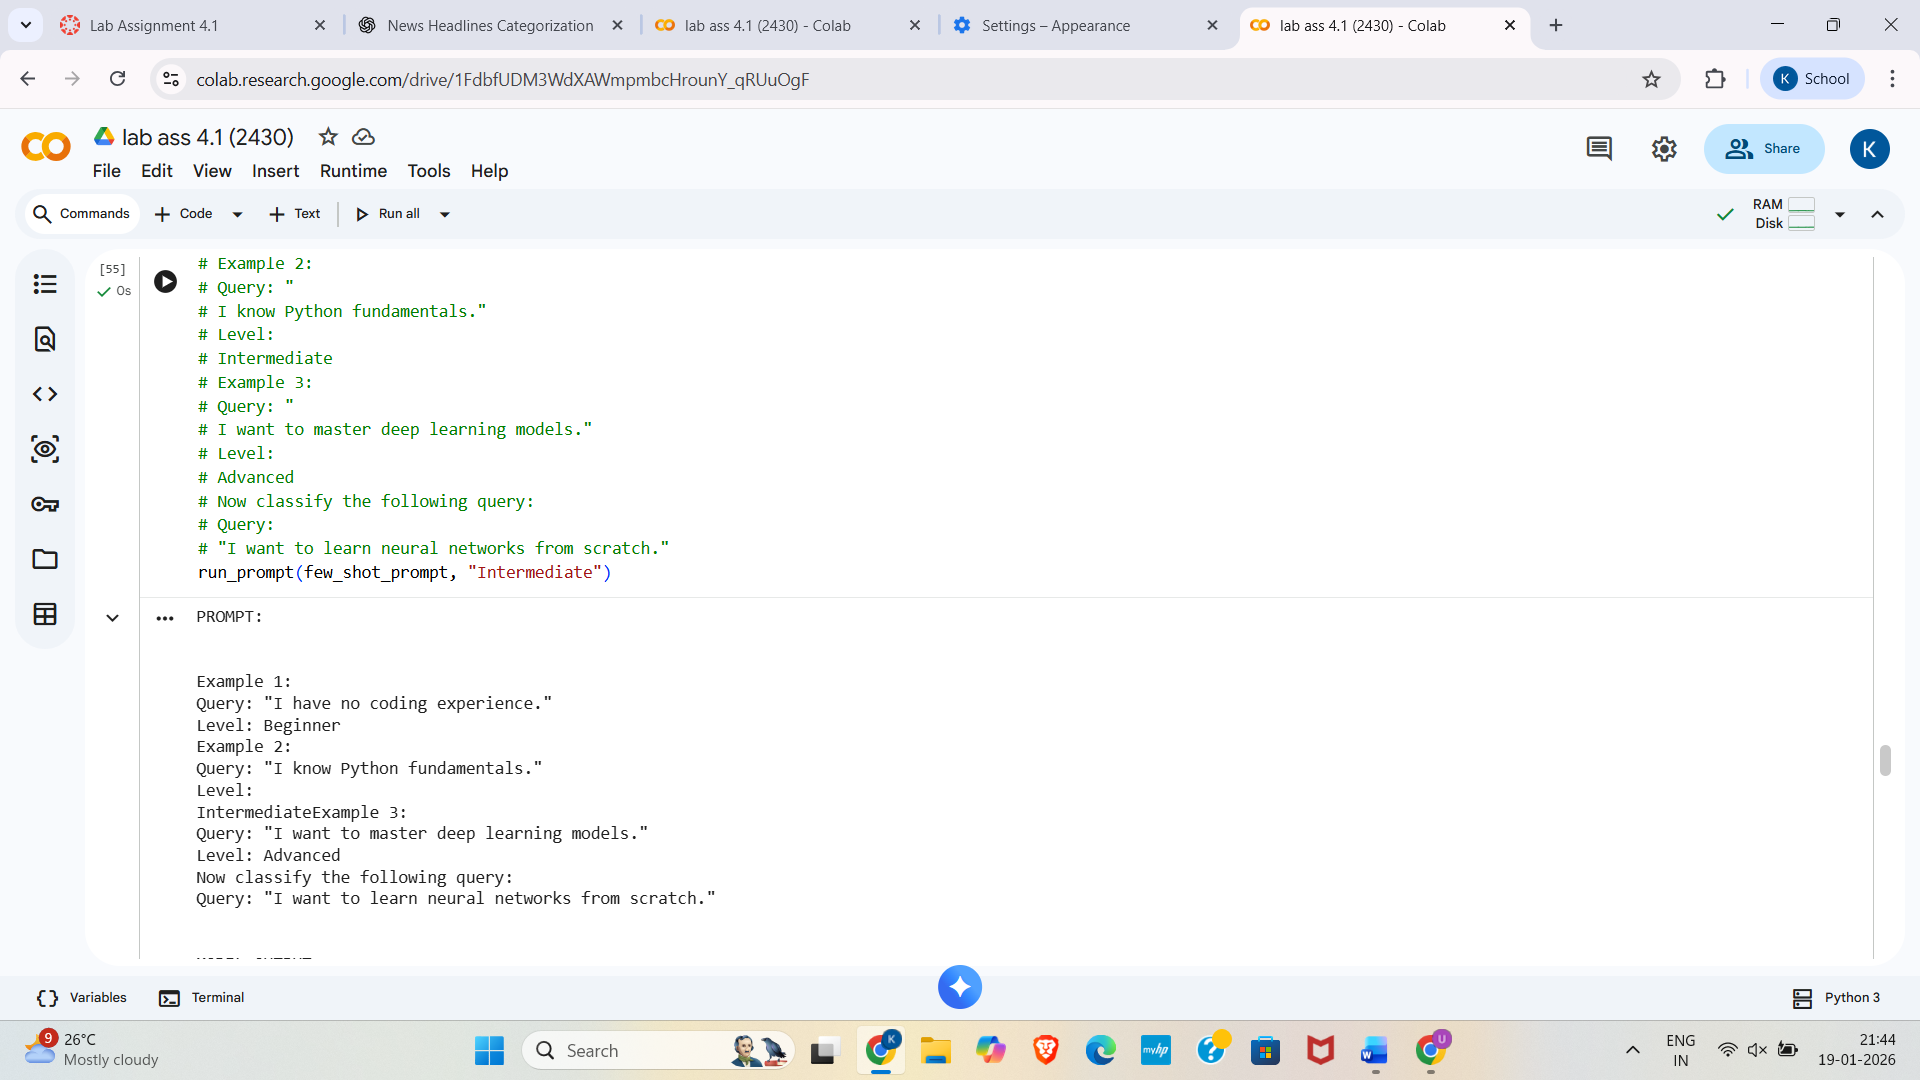 Lab Assignment 4.1
News Headlines Categorization
lab ass 4.1 (2430) - Colab
Settings – Appearance
lab ass 4.1 (2430) - Colab
colab.research.google.com/drive/1FdbfUDM3WdXAWmpmbcHrounY_qRUuOgF
K School
lab ass 4.1 (2430)
File Edit View Insert Runtime Tools Help
Share
K
Commands
Code
Text
Run all
RAM
Disk
[55]
0s
# Example 2:
# Query: "
# I know Python fundamentals."
# Level:
# Intermediate
# Example 3:
# Query: "
# I want to master deep learning models."
# Level:
# Advanced
# Now classify the following query:
# Query:
# "I want to learn neural networks from scratch."
run_prompt(few_shot_prompt, "Intermediate")
PROMPT:
Example 1:
Query: "I have no coding experience."
Level: Beginner
Example 2:
Query: "I know Python fundamentals."
Level:
IntermediateExample 3:
Query: "I want to master deep learning models."
Level: Advanced
Now classify the following query:
Query: "I want to learn neural networks from scratch."
Variables
Terminal
Python 3
9
26°C
Mostly cloudy
Search
K
myhp
W
U
ENG
IN
21:44
19-01-2026